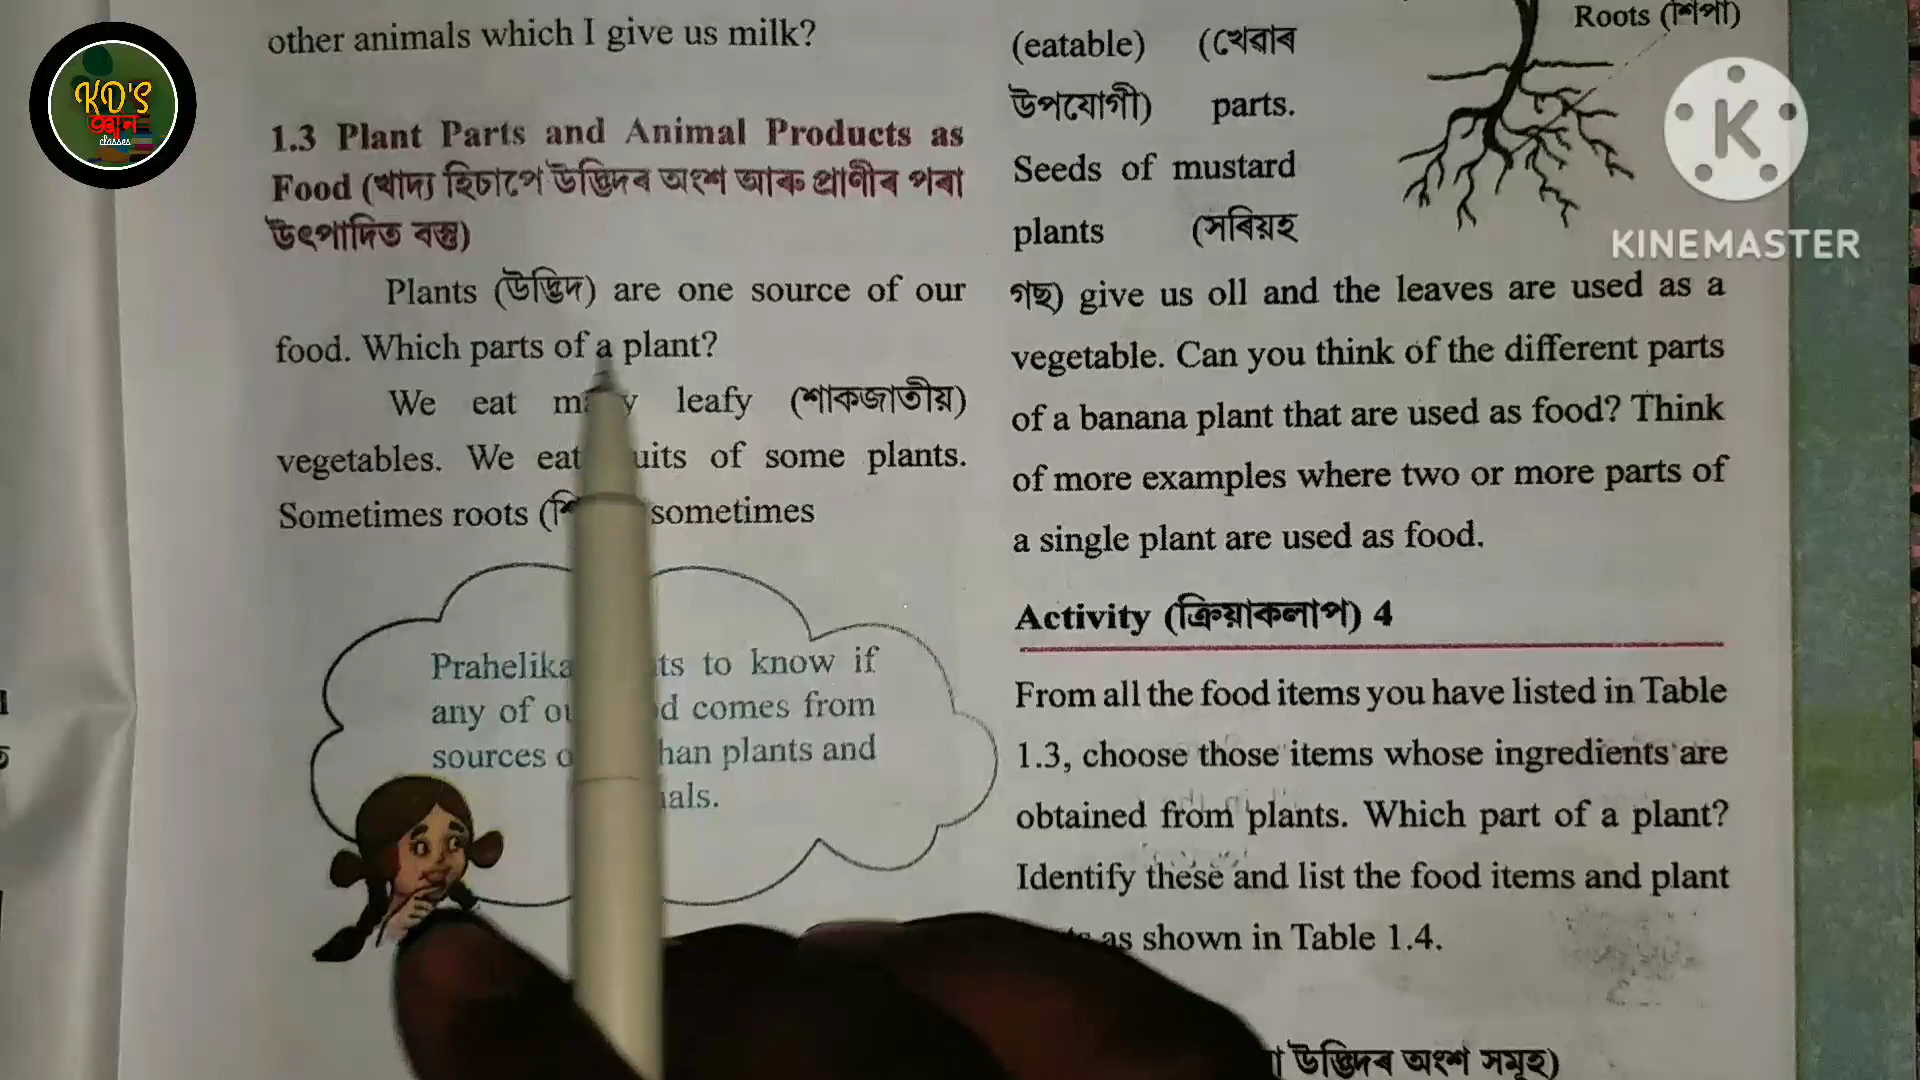 KD'S
জ্ঞান
classes
other animals which I give us milk?
1.3 Plant Parts and Animal Products as
Food (খাদ্য হিচাপে উদ্ভিদৰ অংশ আৰু প্ৰাণীৰ পৰা
উৎপাদিত বস্তু)
Plants (উদ্ভিদ) are one source of our
food. Which parts of a plant?
We eat leafy (শাকজাতীয়)
vegetables. We eat of some plants.
Sometimes roots sometimes
Prahelika to know if
any of comes from
sources plants and
Roots (শিপা)
(eatable) (খোৱাৰ
উপযোগী) parts.
Seeds of mustard
plants (সৰিয়হ
গছ) give us oll and the leaves are used as a
vegetable. Can you think of the different parts
of a banana plant that are used as food? Think
of more examples where two or more parts of
a single plant are used as food.
Activity (ক্ৰিয়াকলাপ) 4
From all the food items you have listed in Table
1.3, choose those items whose ingredients are
obtained from plants. Which part of a plant?
Identify these and list the food items and plant
as shown in Table 1.4.
উদ্ভিদৰ অংশ সমূহ)
K
KINEMASTER